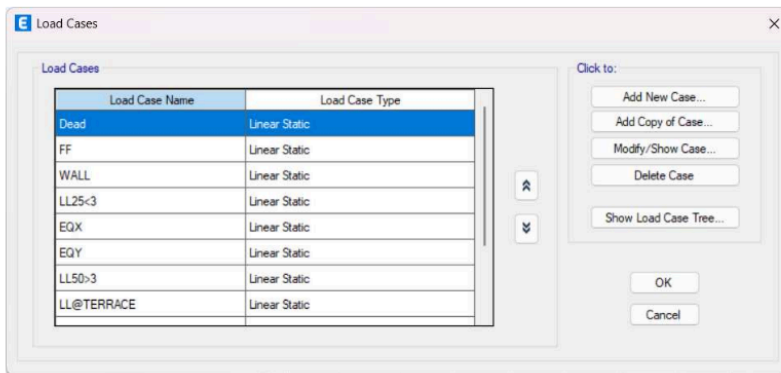 E Load Cases
Load Cases
Load Case Name Load Case Type
Dead Linear Static
FF Linear Static
WALL Linear Static
LL25<3 Linear Static
EQX Linear Static
EQY Linear Static
LL50>3 Linear Static
LL@TERRACE Linear Static
Click to:
Add New Case...
Add Copy of Case...
Modify/Show Case...
Delete Case
Show Load Case Tree...
OK
Cancel